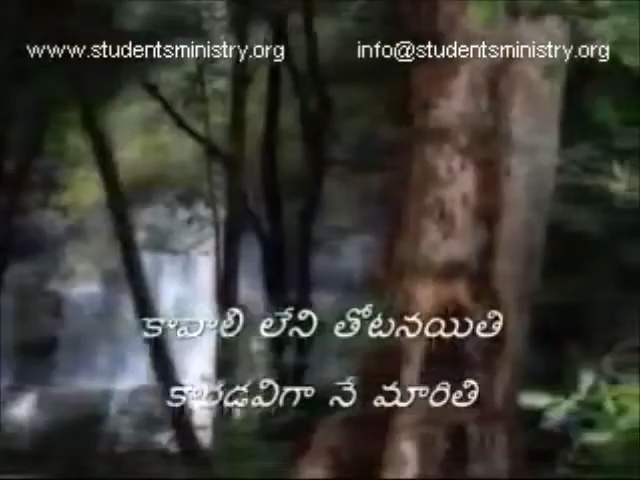 www.studentsministry.org info@studentsministry.org
కావాలి లేని తోటనయితి
కారడవిగా నే మారితి